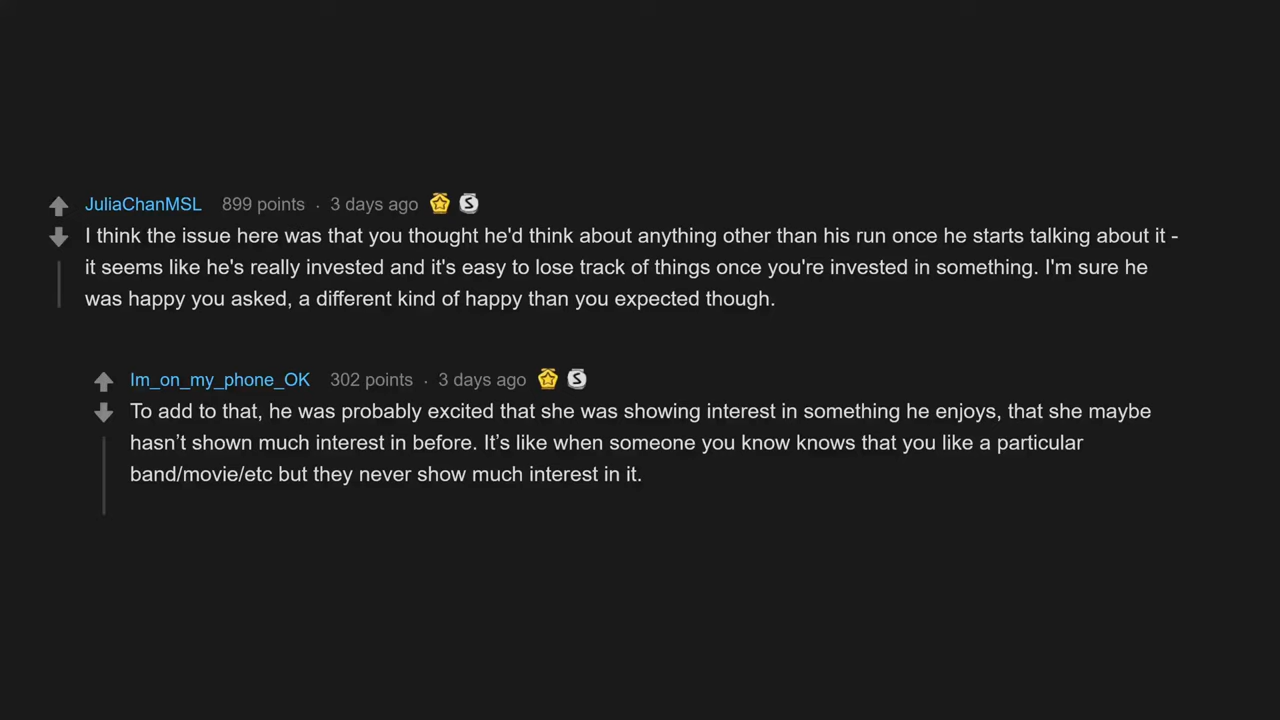 JuliaChanMSL 899 points · 3 days ago S
I think the issue here was that you thought he'd think about anything other than his run once he starts talking about it -
it seems like he's really invested and it's easy to lose track of things once you're invested in something. I'm sure he
was happy you asked, a different kind of happy than you expected though.
Im_on_my_phone_OK 302 points · 3 days ago S
To add to that, he was probably excited that she was showing interest in something he enjoys, that she maybe
hasn’t shown much interest in before. It’s like when someone you know knows that you like a particular
band/movie/etc but they never show much interest in it.